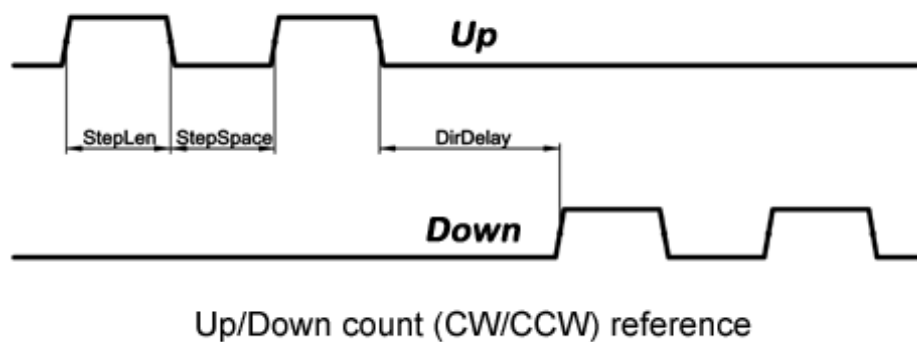 Up
StepLen StepSpace DirDelay
Down
Up/Down count (CW/CCW) reference